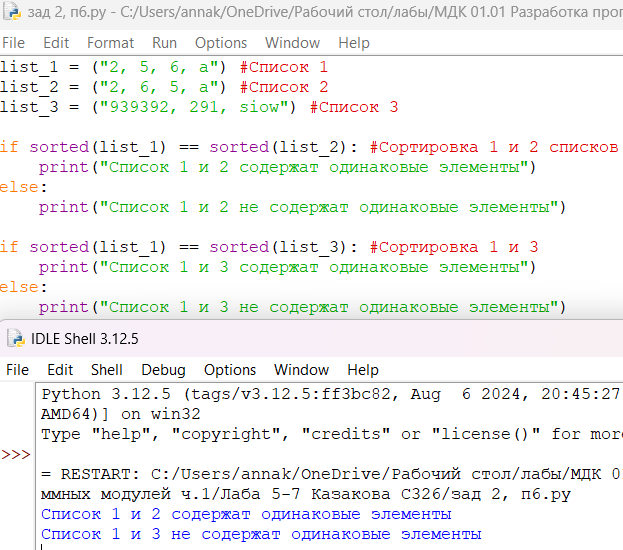 зад 2, пб.py - C:/Users/annak/OneDrive/Рабочий стол/лабы/МДК 01.01 Разработка прог
File Edit Format Run Options Window Help
list_1 = ("2, 5, 6, a") #Список 1
list_2 = ("2, 6, 5, a") #Список 2
list_3 = ("939392, 291, siow") #Список 3
if sorted(list_1) == sorted(list_2): #Сортировка 1 и 2 списков
print("Список 1 и 2 содержат одинаковые элементы")
else:
print("Список 1 и 2 не содержат одинаковые элементы")
if sorted(list_1) == sorted(list_3): #Сортировка 1 и 3
print("Список 1 и 3 содержат одинаковые элементы")
else:
print("Список 1 и 3 не содержат одинаковые элементы")
IDLE Shell 3.12.5
File Edit Shell Debug Options Window Help
Python 3.12.5 (tags/v3.12.5:ff3bc82, Aug 6 2024, 20:45:27
AMD64)] on win32
Type "help", "copyright", "credits" or "license()" for mor
>>>
= RESTART: C:/Users/annak/OneDrive/Рабочий стол/лабы/МДК 01
ммных модулей ч.1/Лаба 5-7 Казакова С326/зад 2, пб.py
Список 1 и 2 содержат одинаковые элементы
Список 1 и 3 не содержат одинаковые элементы